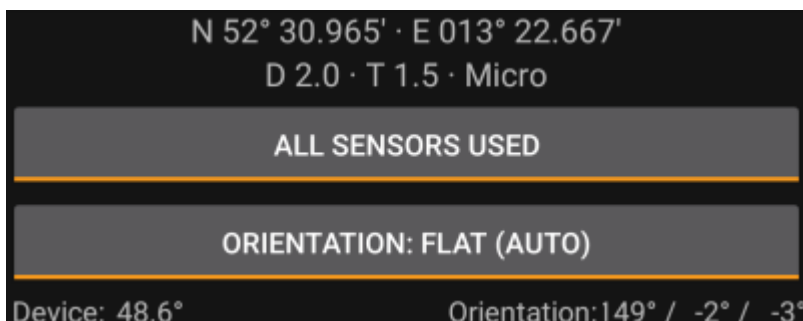 N 52° 30.965' · E 013° 22.667'
D 2.0 · T 1.5 · Micro
ALL SENSORS USED
ORIENTATION: FLAT (AUTO)
Device: 48.6° Orientation:149° / -2° / -3°